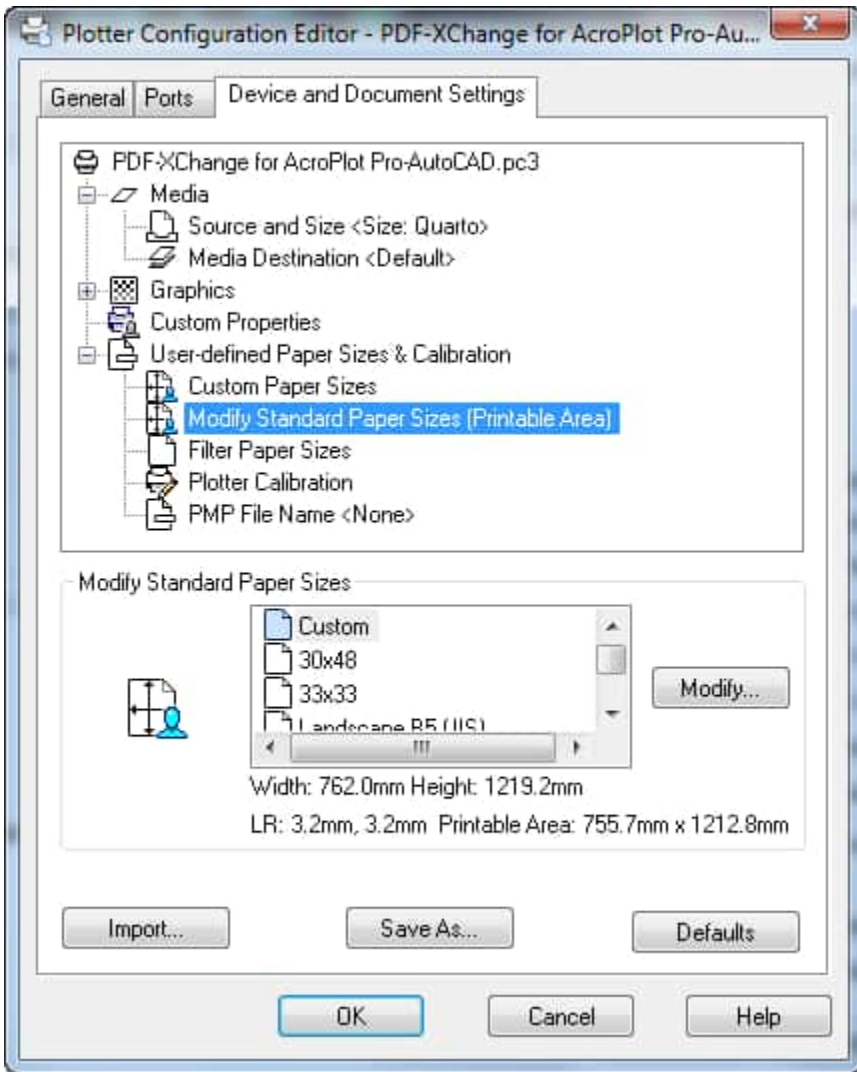 Plotter Configuration Editor - PDF-XChange for AcroPlot Pro-Au...
General Ports Device and Document Settings
PDF-XChange for AcroPlot Pro-AutoCAD.pc3
Media
Source and Size <Size: Quarto>
Media Destination <Default>
Graphics
Custom Properties
User-defined Paper Sizes & Calibration
Custom Paper Sizes
Modify Standard Paper Sizes (Printable Area)
Filter Paper Sizes
Plotter Calibration
PMP File Name <None>
Modify Standard Paper Sizes
Custom
30x48
33x33
Landscape B5 (JIS)
Modify...
Width: 762.0mm Height: 1219.2mm
LR: 3.2mm, 3.2mm Printable Area: 755.7mm x 1212.8mm
Import... Save As... Defaults
OK Cancel Help